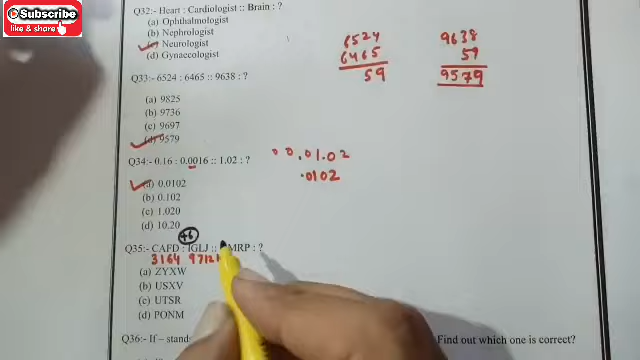 Subscribe
like & share
Q32:- Heart : Cardiologist :: Brain : ?
(a) Ophthalmologist
(b) Nephrologist
(c) Neurologist
(d) Gynaecologist
Q33:- 6524 : 6465 :: 9638 : ?
(a) 9825
(b) 9736
(c) 9697
(d) 9579
6524
6465
59
9638
59
9579
Q34:- 0.16 : 0.0016 :: 1.02 : ?
(a) 0.0102
(b) 0.102
(c) 1.020
(d) 10.20
0 0.01.02
.0102
+6
Q35:- CAFD : IGLJ :: MRP : ?
3164 9712
(a) ZYXW
(b) USXV
(c) UTSR
(d) PONM
Q36:- If – stand
Find out which one is correct?